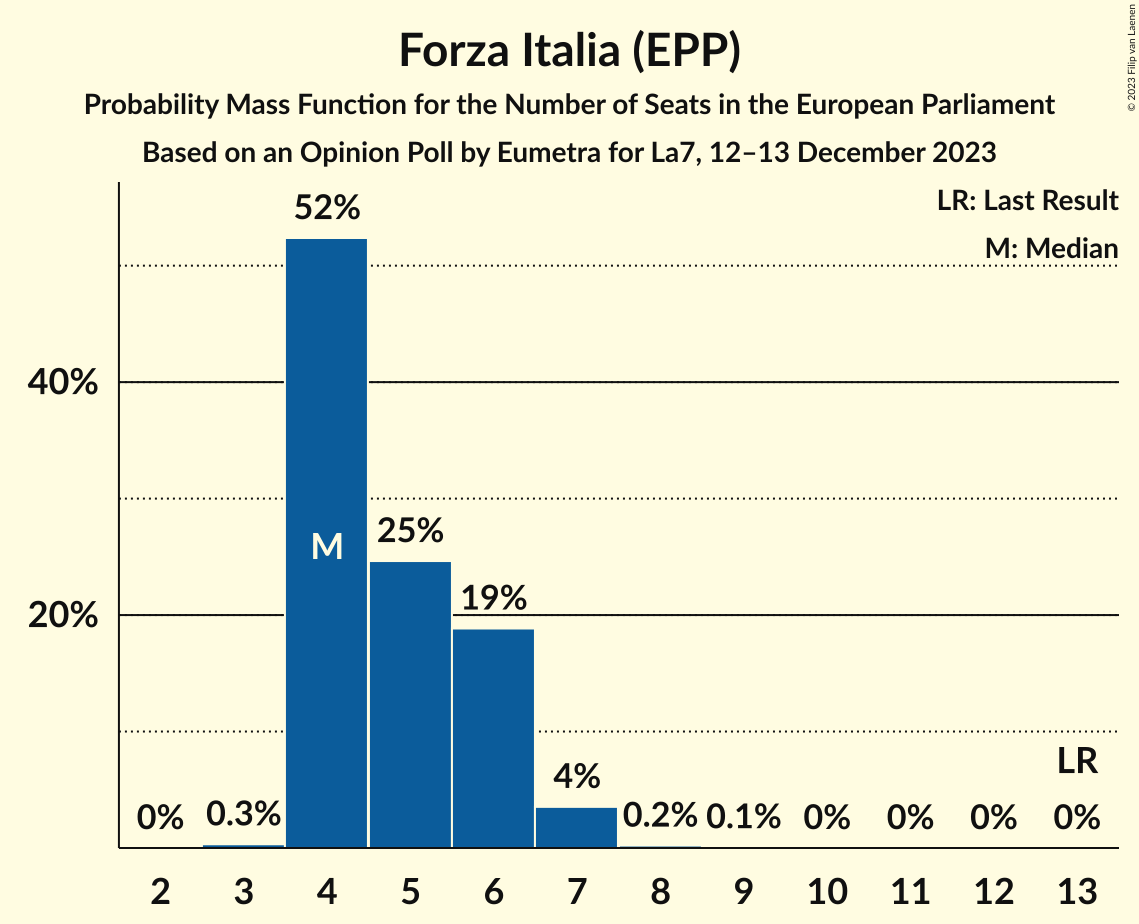 Forza Italia (EPP)
Probability Mass Function for the Number of Seats in the European Parliament
Based on an Opinion Poll by Eumetra for La7, 12–13 December 2023
© 2023 Filip van Laenen
LR: Last Result
M: Median
40%
20%
0%
0.3%
52%
25%
19%
4%
0.2%
0.1%
0%
0%
0%
0%
M
LR
2 3 4 5 6 7 8 9 10 11 12 13